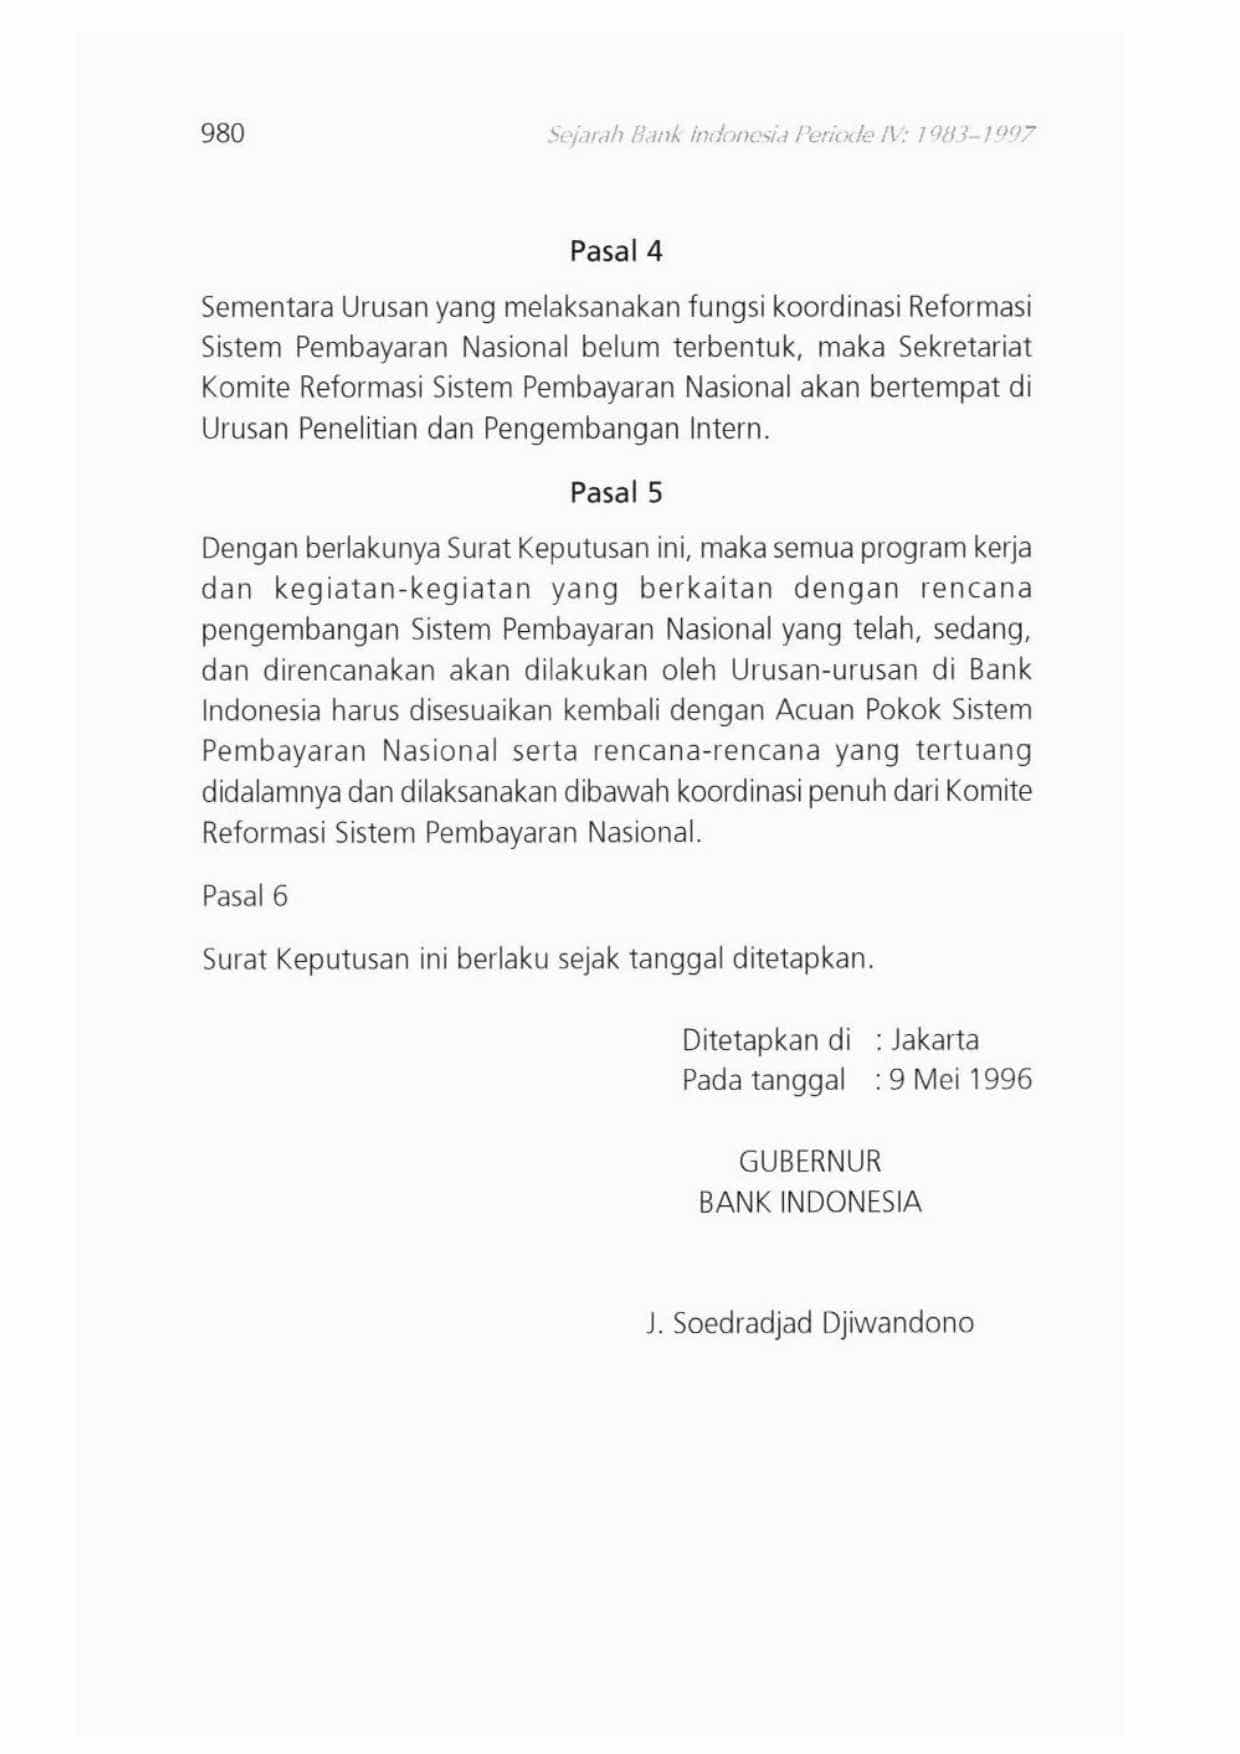 980
Sejarah Bank Indonesia Periode IV: 1983–1997
Pasal 4
Sementara Urusan yang melaksanakan fungsi koordinasi Reformasi
Sistem Pembayaran Nasional belum terbentuk, maka Sekretariat
Komite Reformasi Sistem Pembayaran Nasional akan bertempat di
Urusan Penelitian dan Pengembangan Intern.
Pasal 5
Dengan berlakunya Surat Keputusan ini, maka semua program kerja
dan kegiatan-kegiatan yang berkaitan dengan rencana
pengembangan Sistem Pembayaran Nasional yang telah, sedang,
dan direncanakan akan dilakukan oleh Urusan-urusan di Bank
Indonesia harus disesuaikan kembali dengan Acuan Pokok Sistem
Pembayaran Nasional serta rencana-rencana yang tertuang
didalamnya dan dilaksanakan dibawah koordinasi penuh dari Komite
Reformasi Sistem Pembayaran Nasional.
Pasal 6
Surat Keputusan ini berlaku sejak tanggal ditetapkan.
Ditetapkan di : Jakarta
Pada tanggal : 9 Mei 1996
GUBERNUR
BANK INDONESIA
J. Soedradjad Djiwandono